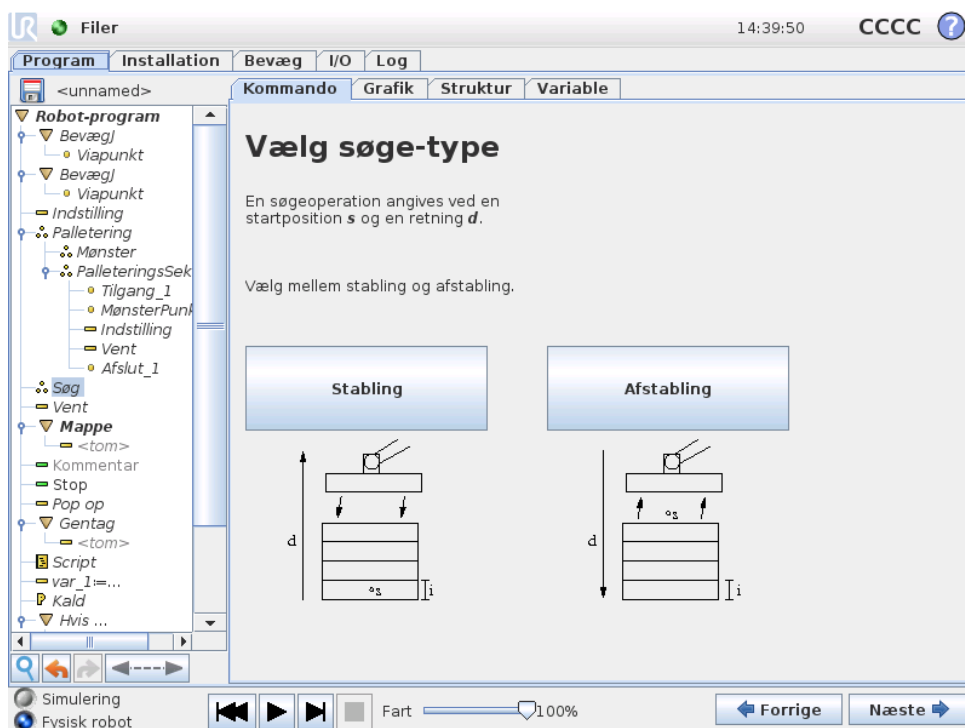 UR Filer 14:39:50 CCCC ?
Program Installation Bevæg I/O Log
<unnamed>
Kommando Grafik Struktur Variable
Robot-program
BevægJ
Viapunkt
BevægJ
Viapunkt
Indstilling
Palletering
Mønster
PalleteringsSek
Tilgang_1
MønsterPunk
Indstilling
Vent
Afslut_1
Søg
Vent
Mappe
<tom>
Kommentar
Stop
Pop op
Gentag
<tom>
Script
var_1:=...
Kald
Hvis ...
Vælg søge-type
En søgeoperation angives ved en
startposition s og en retning d.
Vælg mellem stabling og afstabling.
Stabling
Afstabling
d
s
i
d
s
i
Simulering
Fysisk robot
Fart 100%
Forrige
Næste